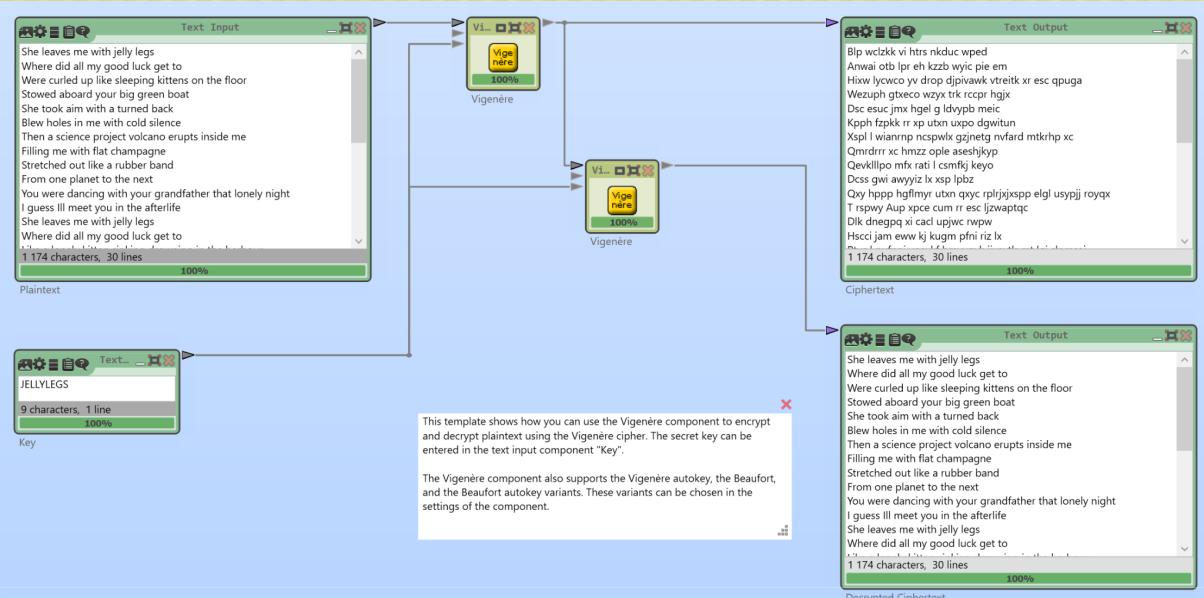 Text Input
She leaves me with jelly legs
Where did all my good luck get to
Were curled up like sleeping kittens on the floor
Stowed aboard your big green boat
She took aim with a turned back
Blew holes in me with cold silence
Then a science project volcano erupts inside me
Filling me with flat champagne
Stretched out like a rubber band
From one planet to the next
You were dancing with your grandfather that lonely night
I guess Ill meet you in the afterlife
She leaves me with jelly legs
Where did all my good luck get to
1 174 characters, 30 lines
100%
Plaintext
Vi...
Vige
nère
100%
Vigenère
Vi...
Vige
nère
100%
Vigenère
Text Output
Blp wclzkk vi htrs nkduc wped
Anwai otb lpr eh kzzb wyic pie em
Hixw lycwco yv drop djpivawk vtreitk xr esc qpuga
Wezuph gtxeco wzyx trk rccpr hgjx
Dsc esuc jmx hgel g ldvypb meic
Kpph fzpkk rr xp utxn uxpo dgwitun
Xspl l wianrnp ncspwlx gzjnetg nvfard mtkrhp xc
Qmrdrrr xc hmzz ople aseshjkyp
Qevklllpo mfx rati l csmfkj keyo
Dcss gwi awyyiz lx xsp lpbz
Qxy hppp hgflmyr utxn qxyc rplrjxjxspp elgl usypjj royqx
T rspwy Aup xpce cum rr esc ljzwaptqc
Dlk dnegpq xi cacl upjwc rwpw
Hscci jam eww kj kugm pfni riz lx
1 174 characters, 30 lines
100%
Ciphertext
Text...
JELLYLEGS
9 characters, 1 line
100%
Key
This template shows how you can use the Vigenère component to encrypt
and decrypt plaintext using the Vigenère cipher. The secret key can be
entered in the text input component "Key".
The Vigenère component also supports the Vigenère autokey, the Beaufort,
and the Beaufort autokey variants. These variants can be chosen in the
settings of the component.
Text Output
She leaves me with jelly legs
Where did all my good luck get to
Were curled up like sleeping kittens on the floor
Stowed aboard your big green boat
She took aim with a turned back
Blew holes in me with cold silence
Then a science project volcano erupts inside me
Filling me with flat champagne
Stretched out like a rubber band
From one planet to the next
You were dancing with your grandfather that lonely night
I guess Ill meet you in the afterlife
She leaves me with jelly legs
Where did all my good luck get to
1 174 characters, 30 lines
100%
Decrypted Ciphertext